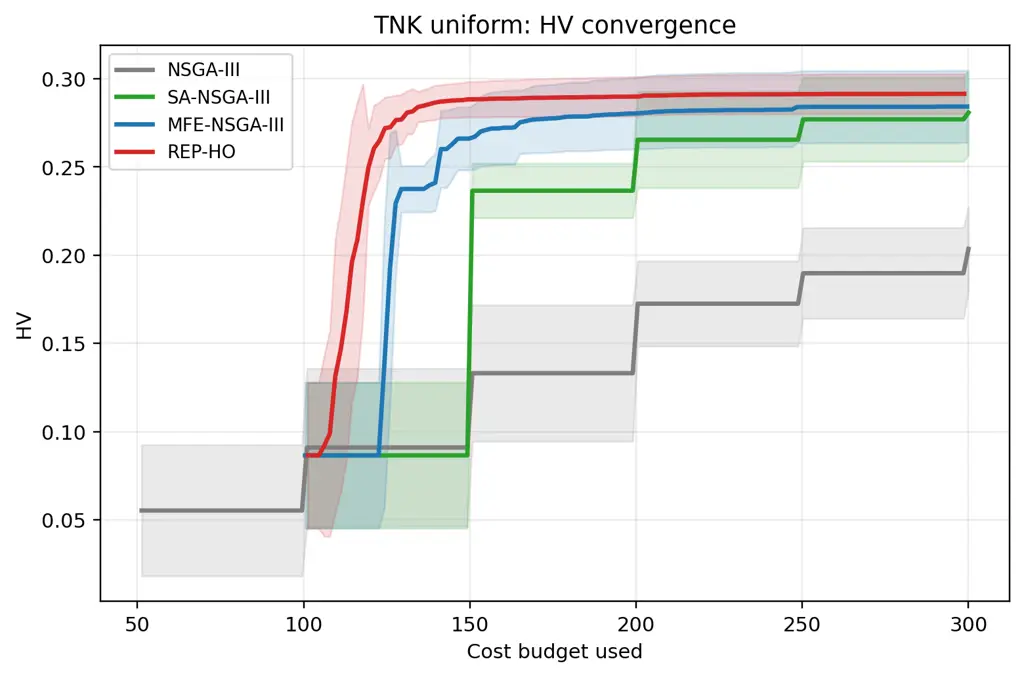 TNK uniform: HV convergence
NSGA-III
SA-NSGA-III
MFE-NSGA-III
REP-HO
HV
0.30
0.25
0.20
0.15
0.10
0.05
50
100
150
200
250
300
Cost budget used